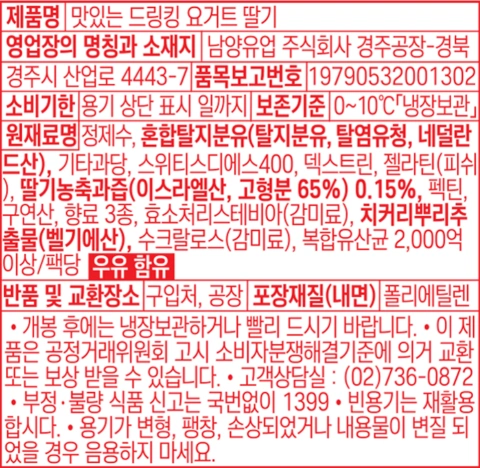 제품명 맛있는 드링킹 요거트 딸기
영업장의 명칭과 소재지 남양유업 주식회사 경주공장-경북
경주시 산업로 4443-7 품목보고번호 19790532001302
소비기한 용기 상단 표시 일까지 보존기준 0~10℃「냉장보관」
원재료명 정제수, 혼합탈지분유(탈지분유, 탈염유청, 네덜란
드산), 기타과당, 스위티스디에스400, 덱스트린, 젤라틴(피쉬
), 딸기농축과즙(이스라엘산, 고형분 65%) 0.15%, 펙틴,
구연산, 향료 3종, 효소처리스테비아(감미료), 치커리뿌리추
출물(벨기에산), 수크랄로스(감미료), 복합유산균 2,000억
이상/팩당 우유 함유
반품 및 교환장소 구입처, 공장 포장재질(내면) 폴리에틸렌
• 개봉 후에는 냉장보관하거나 빨리 드시기 바랍니다. • 이 제
품은 공정거래위원회 고시 소비자분쟁해결기준에 의거 교환
또는 보상 받을 수 있습니다. • 고객상담실 : (02)736-0872
• 부정·불량 식품 신고는 국번없이 1399 • 빈용기는 재활용
합시다. • 용기가 변형, 팽창, 손상되었거나 내용물이 변질 되
었을 경우 음용하지 마세요.